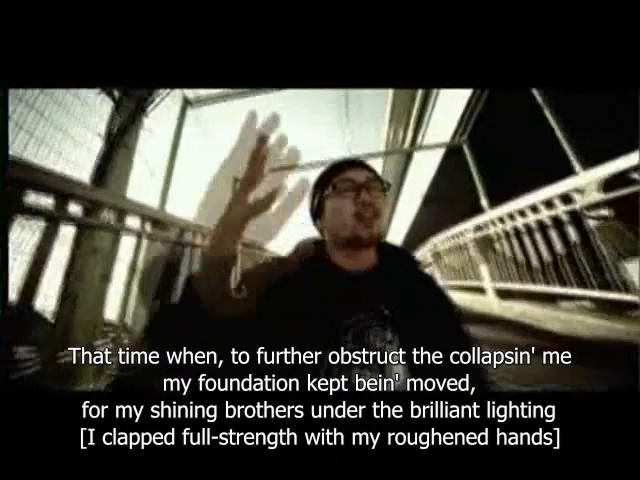 That time when, to further obstruct the collapsin' me
my foundation kept bein' moved,
for my shining brothers under the brilliant lighting
[I clapped full-strength with my roughened hands]